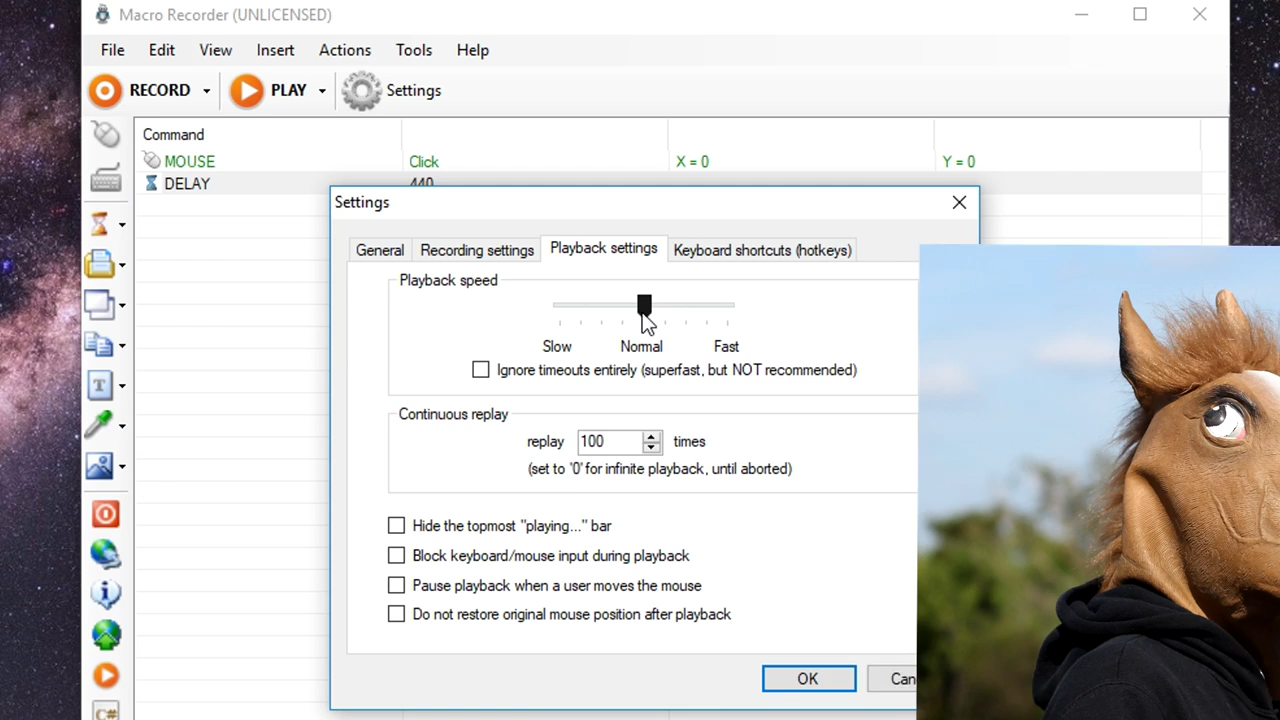 Macro Recorder (UNLICENSED)
File Edit View Insert Actions Tools Help
RECORD PLAY Settings
Command
MOUSE Click X = 0 Y = 0
DELAY 440
Settings
General Recording settings Playback settings Keyboard shortcuts (hotkeys)
Playback speed
Slow Normal Fast
Ignore timeouts entirely (superfast, but NOT recommended)
Continuous replay
replay 100 times
(set to '0' for infinite playback, until aborted)
Hide the topmost "playing..." bar
Block keyboard/mouse input during playback
Pause playback when a user moves the mouse
Do not restore original mouse position after playback
OK Can
T
C#